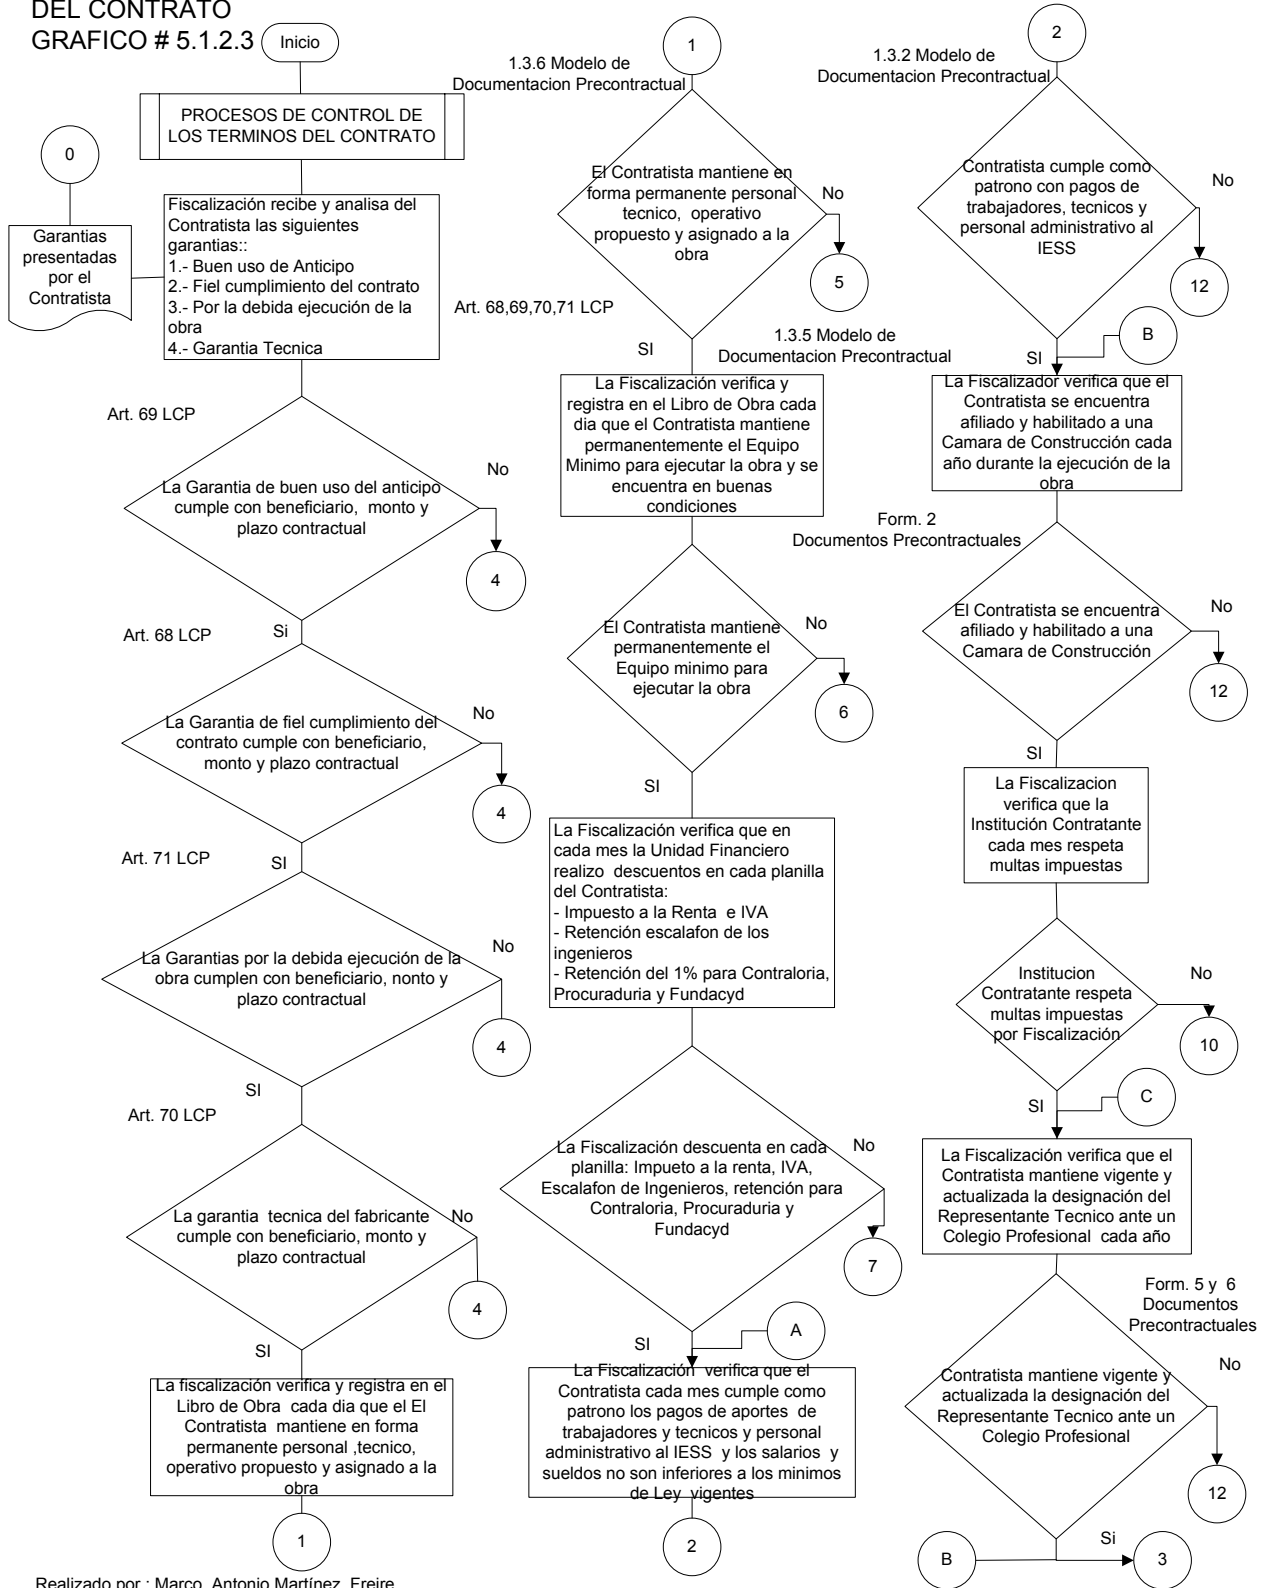 DEL CONTRATO
GRAFICO # 5.1.2.3
Inicio
PROCESOS DE CONTROL DE
LOS TERMINOS DEL CONTRATO
0
Garantias
presentadas
por el
Contratista
Fiscalización recibe y analisa del
Contratista las siguientes
garantias::
1.- Buen uso de Anticipo
2.- Fiel cumplimiento del contrato
3.- Por la debida ejecución de la
obra
4.- Garantia Tecnica
Art. 69 LCP
La Garantia de buen uso del anticipo
cumple con beneficiario, monto y
plazo contractual
No
4
Si
Art. 68 LCP
La Garantia de fiel cumplimiento del
contrato cumple con beneficiario,
monto y plazo contractual
No
4
SI
Art. 71 LCP
La Garantias por la debida ejecución de la
obra cumplen con beneficiario, nonto y
plazo contractual
No
4
SI
Art. 70 LCP
La garantia tecnica del fabricante
cumple con beneficiario, monto y
plazo contractual
No
4
SI
La fiscalización verifica y registra en el
Libro de Obra cada dia que el El
Contratista mantiene en forma
permanente personal ,tecnico,
operativo propuesto y asignado a la
obra
1
Realizado por : Marco Antonio Martínez Freire
1
1.3.6 Modelo de
Documentacion Precontractual
El Contratista mantiene en
forma permanente personal
tecnico, operativo
propuesto y asignado a la
obra
No
5
Art. 68,69,70,71 LCP
SI
1.3.5 Modelo de
Documentacion Precontractual
La Fiscalización verifica y
registra en el Libro de Obra cada
dia que el Contratista mantiene
permanentemente el Equipo
Minimo para ejecutar la obra y se
encuentra en buenas
condiciones
El Contratista mantiene
permanentemente el
Equipo minimo para
ejecutar la obra
No
6
SI
La Fiscalización verifica que en
cada mes la Unidad Financiero
realizo descuentos en cada planilla
del Contratista:
- Impuesto a la Renta e IVA
- Retención escalafon de los
ingenieros
- Retención del 1% para Contraloria,
Procuraduria y Fundacyd
La Fiscalización descuenta en cada
planilla: Impueto a la renta, IVA,
Escalafon de Ingenieros, retención para
Contraloria, Procuraduria y
Fundacyd
No
7
SI
A
La Fiscalización verifica que el
Contratista cada mes cumple como
patrono los pagos de aportes de
trabajadores y tecnicos y personal
administrativo al IESS y los salarios y
sueldos no son inferiores a los minimos
de Ley vigentes
2
2
1.3.2 Modelo de
Documentacion Precontractual
Contratista cumple como
patrono con pagos de
trabajadores, tecnicos y
personal administrativo al
IESS
No
12
SI
B
La Fiscalizador verifica que el
Contratista se encuentra
afiliado y habilitado a una
Camara de Construcción cada
año durante la ejecución de la
obra
Form. 2
Documentos Precontractuales
El Contratista se encuentra
afiliado y habilitado a una
Camara de Construcción
No
12
SI
La Fiscalizacion
verifica que la
Institución Contratante
cada mes respeta
multas impuestas
Institucion
Contratante respeta
multas impuestas
por Fiscalización
No
10
SI
C
La Fiscalización verifica que el
Contratista mantiene vigente y
actualizada la designación del
Representante Tecnico ante un
Colegio Profesional cada año
Form. 5 y 6
Documentos
Precontractuales
Contratista mantiene vigente y
actualizada la designación del
Representante Tecnico ante un
Colegio Profesional
No
12
Si
B
3